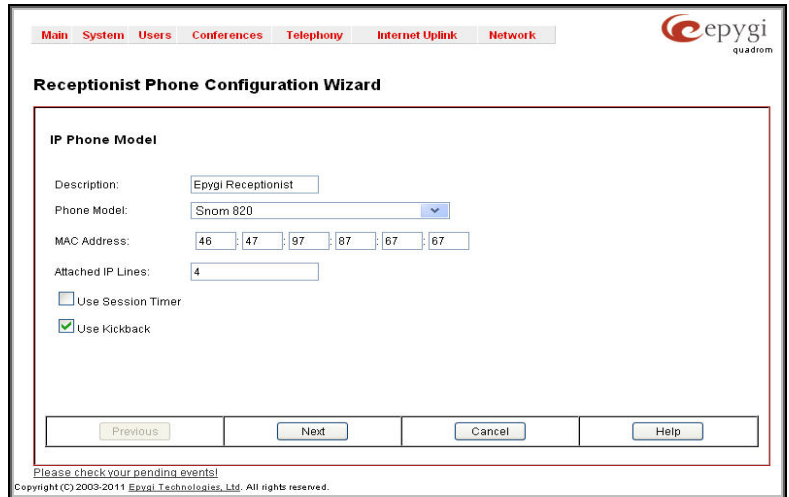 Main System Users Conferences Telephony Internet Uplink Network
epygi
quadrom
Receptionist Phone Configuration Wizard
IP Phone Model
Description: Epygi Receptionist
Phone Model: Snom 820
MAC Address: 46 : 47 : 97 : 87 : 67 : 67
Attached IP Lines: 4
Use Session Timer
Use Kickback
Previous Next Cancel Help
Please check your pending events!
Copyright (C) 2003-2011 Epygi Technologies, Ltd. All rights reserved.